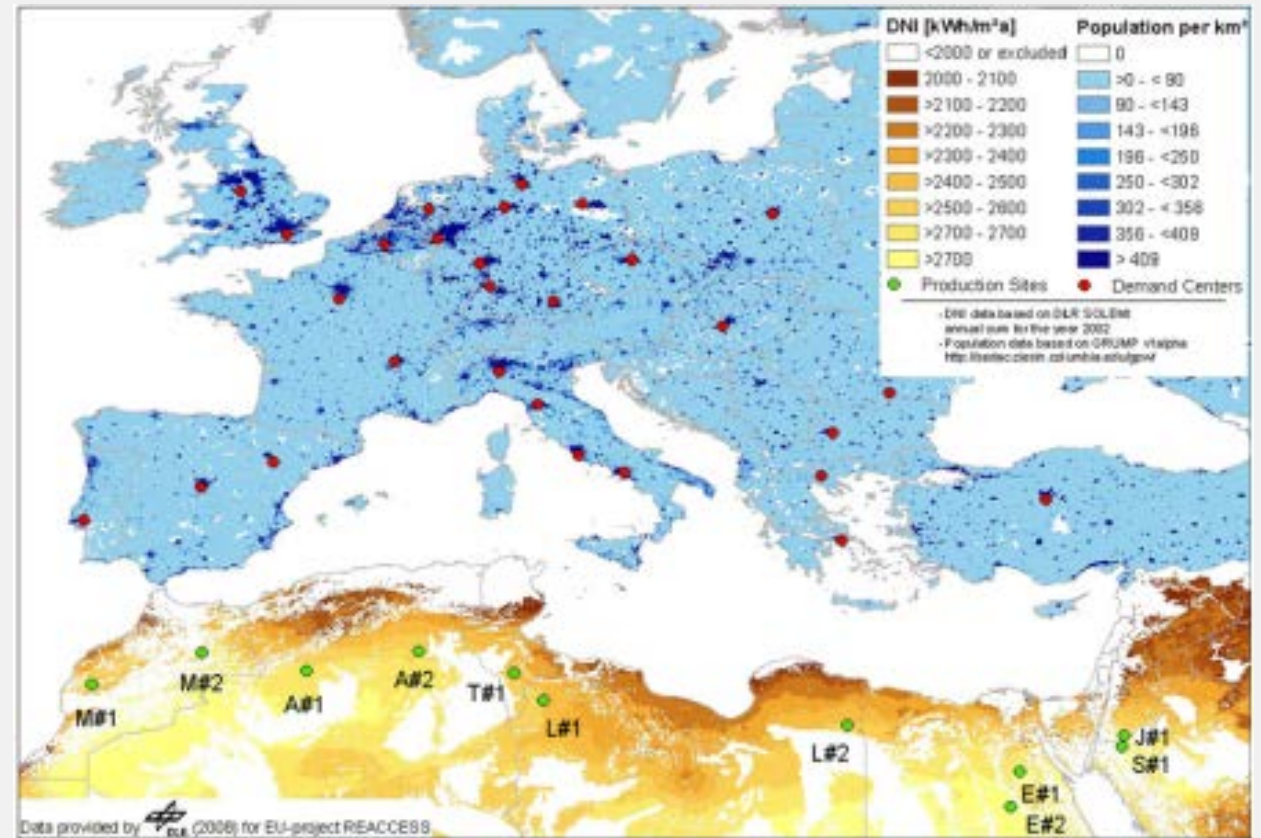 DNI [kWh/m²a] Population per km²
<2000 or excluded 0
2000 - 2100 >0 - < 90
>2100 - 2200 90 - <143
>2200 - 2300 143 - <196
>2300 - 2400 196 - <250
>2400 - 2500 250 - <302
>2500 - 2600 302 - < 356
>2700 - 2700 356 - <409
>2700 > 409
Production Sites Demand Centers
- DNI data based on DLR SOLEMI
annual sum for the year 2002
- Population data based on GRUMP v1alpha
M#1
M#2
A#1
A#2
T#1
L#1
L#2
J#1
S#1
E#1
E#2
Data provided by DLR (2008) for EU-project REACCESS